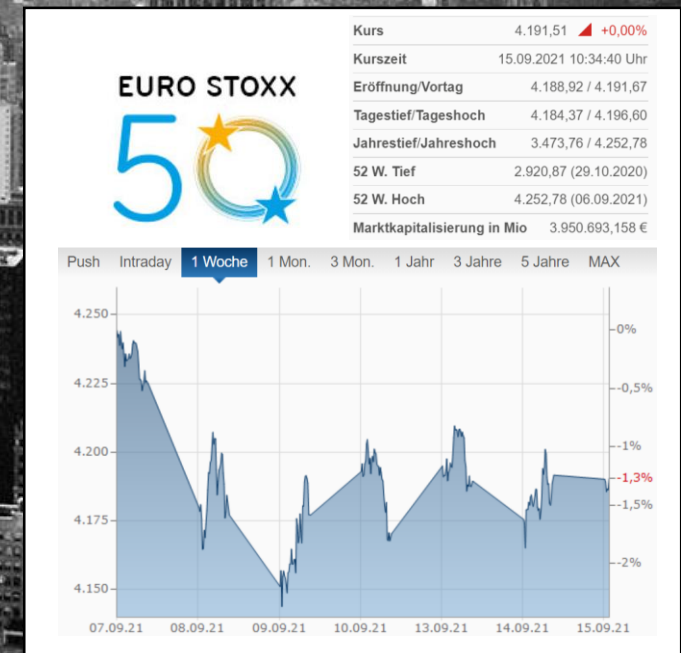 EURO STOXX
50
Kurs 4.191,51 +0,00%
Kurszeit 15.09.2021 10:34:40 Uhr
Eröffnung/Vortag 4.188,92 / 4.191,67
Tagestief/Tageshoch 4.184,37 / 4.196,60
Jahrestief/Jahreshoch 3.473,76 / 4.252,78
52 W. Tief 2.920,87 (29.10.2020)
52 W. Hoch 4.252,78 (06.09.2021)
Marktkapitalisierung in Mio 3.950.693,158 €
Push Intraday 1 Woche 1 Mon. 3 Mon. 1 Jahr 3 Jahre 5 Jahre MAX
4.250
4.225
4.200
4.175
4.150
-0%
-0,5%
-1%
-1,3%
-1,5%
-2%
07.09.21 08.09.21 09.09.21 10.09.21 13.09.21 14.09.21 15.09.21